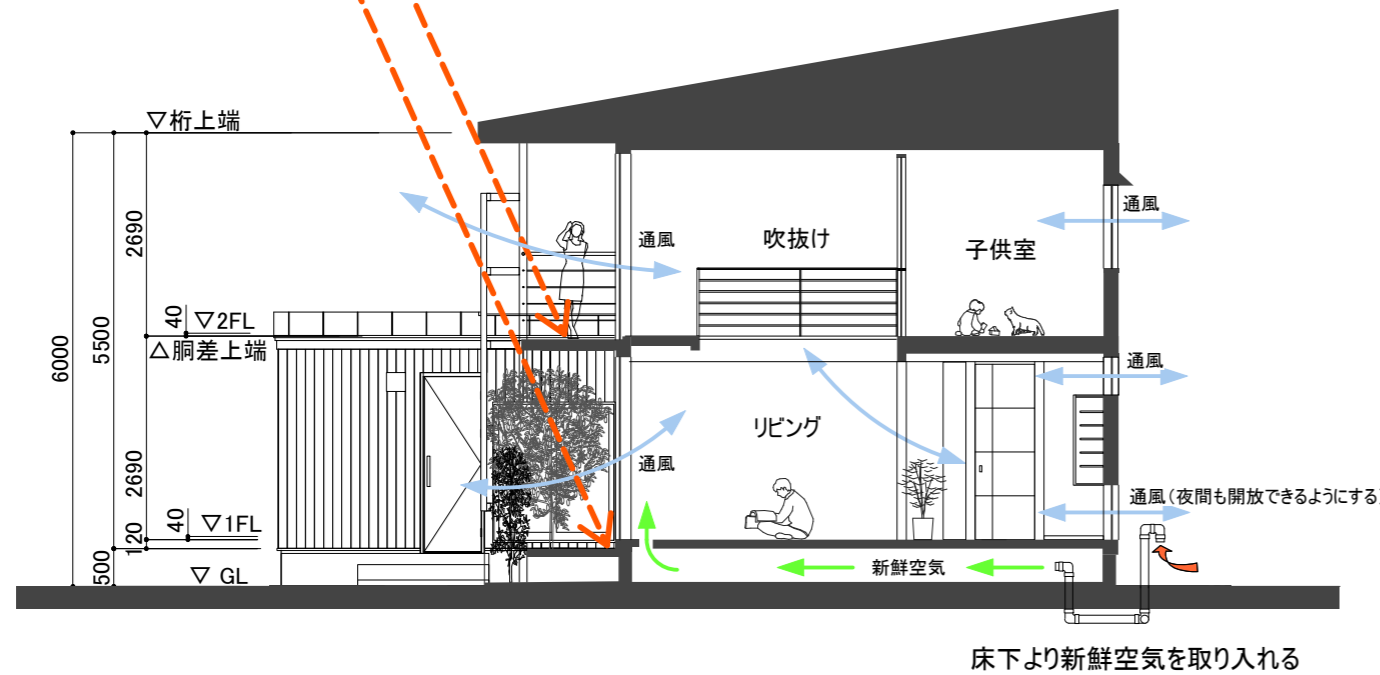 ▽桁上端
通風
2690
通風
吹抜け
子供室
40
▽2FL
△胴差上端
6000
5500
通風
リビング
通風
2690
通風(夜間も開放できるようにする)
40
▽1FL
120
500
▽ GL
新鮮空気
床下より新鮮空気を取り入れる